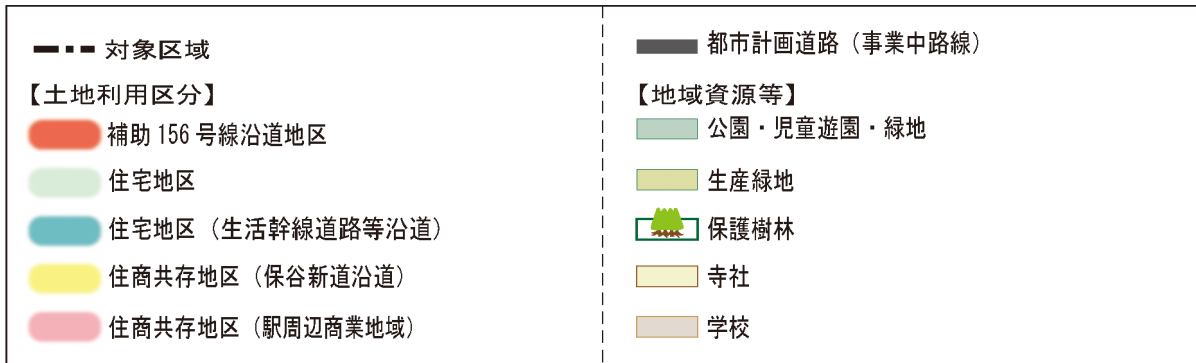 対象区域
【土地利用区分】
補助156号線沿道地区
住宅地区
住宅地区（生活幹線道路等沿道）
住商共存地区（保谷新道沿道）
住商共存地区（駅周辺商業地域）
都市計画道路（事業中路線）
【地域資源等】
公園・児童遊園・緑地
生産緑地
保護樹林
寺社
学校